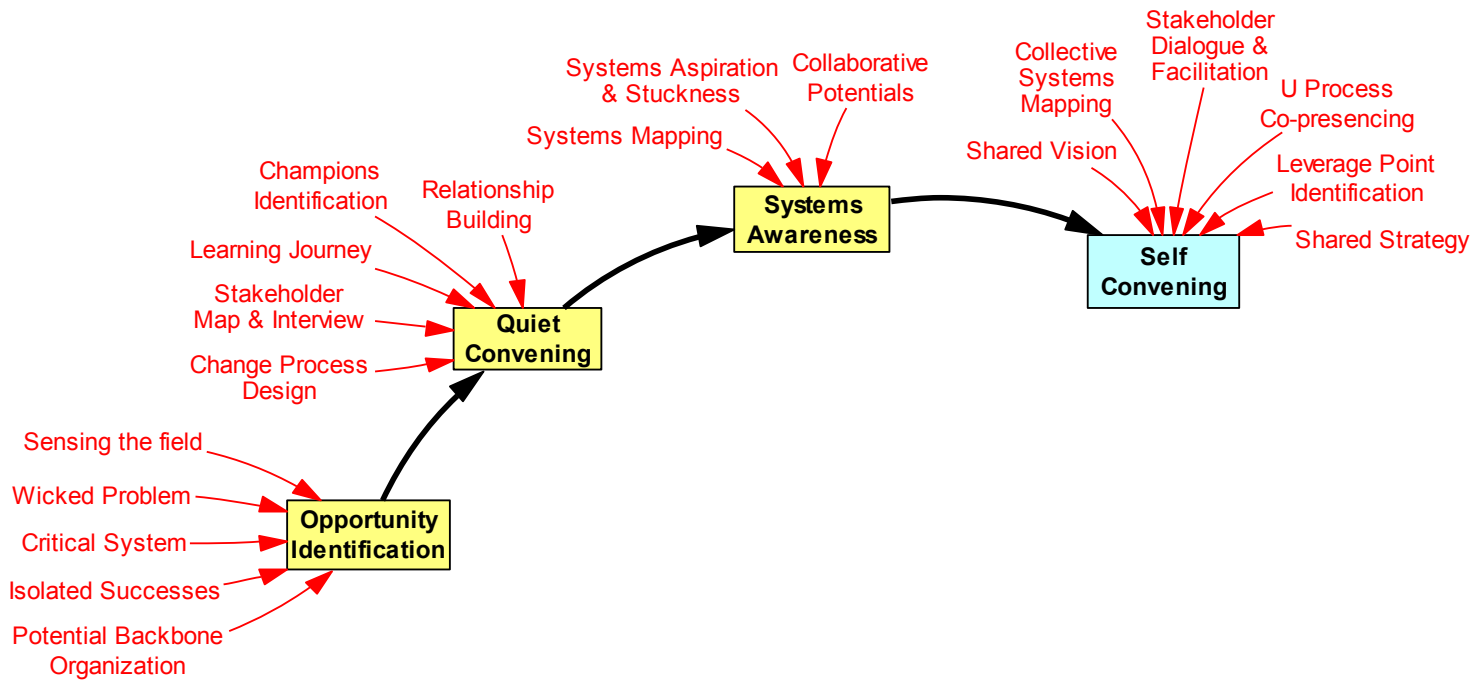 Stakeholder
Dialogue &
Facilitation
Collective
Systems
Mapping
Systems Aspiration
& Stuckness
Collaborative
Potentials
U Process
Co-presencing
Systems Mapping
Shared Vision
Leverage Point
Identification
Champions
Identification
Relationship
Building
Systems
Awareness
Shared Strategy
Learning Journey
Self
Convening
Stakeholder
Map & Interview
Quiet
Convening
Change Process
Design
Sensing the field
Wicked Problem
Opportunity
Identification
Critical System
Isolated Successes
Potential Backbone
Organization